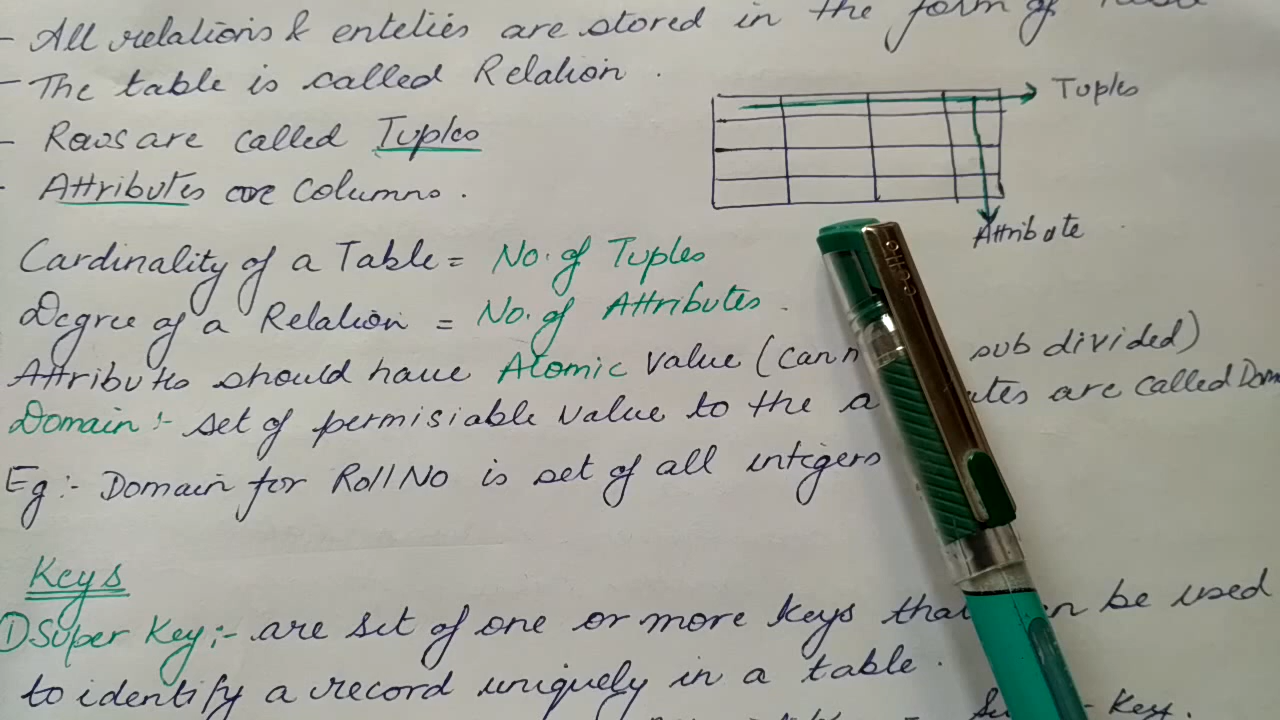 - All relations & enteliés are stored in the form of
- The table is called Relation .
- Rows are called Tuples
- Attributes are Columns .
Tuples
Attribute
Cardinality of a Table = No. of Tuples
Degree of a Relation = No. of Attributes .
Attributes should have Atomic value (can sub divided)
Domain :- set of permisiable value to the a utes are called Dom
Eg :- Domain for Roll No is set of all intigers
Keys
① Super Key :- are set of one or more keys tha n be used
to identify a record uniquely in a table .
Key .